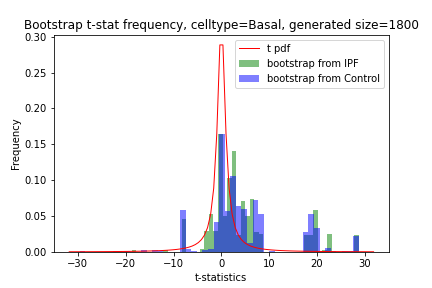 Bootstrap t-stat frequency, celltype=Basal, generated size=1800
t pdf
bootstrap from IPF
bootstrap from Control
Frequency
0.30
0.25
0.20
0.15
0.10
0.05
0.00
−30
−20
−10
0
10
20
30
t-statistics